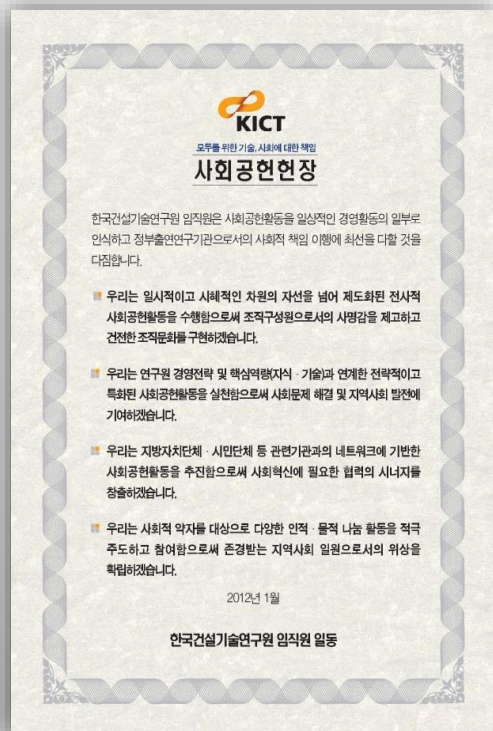 KICT
모두를 위한 기술, 사회에 대한 책임
사회공헌헌장
한국건설기술연구원 임직원은 사회공헌활동을 일상적인 경영활동의 일부로
인식하고 정부출연연구기관으로서의 사회적 책임 이행에 최선을 다할 것을
다짐합니다.
우리는 일시적이고 시혜적인 차원의 자선을 넘어 제도화된 전사적
사회공헌활동을 수행함으로써 조직구성원으로서의 사명감을 제고하고
건전한 조직문화를 구현하겠습니다.
우리는 연구원 경영전략 및 핵심역량(지식 · 기술)과 연계한 전략적이고
특화된 사회공헌활동을 실천함으로써 사회문제 해결 및 지역사회 발전에
기여하겠습니다.
우리는 지방자치단체 · 시민단체 등 관련기관과의 네트워크에 기반한
사회공헌활동을 추진함으로써 사회혁신에 필요한 협력의 시너지를
창출하겠습니다.
우리는 사회적 약자를 대상으로 다양한 인적 · 물적 나눔 활동을 적극
주도하고 참여함으로써 존경받는 지역사회 일원으로서의 위상을
확립하겠습니다.
2012년 1월
한국건설기술연구원 임직원 일동